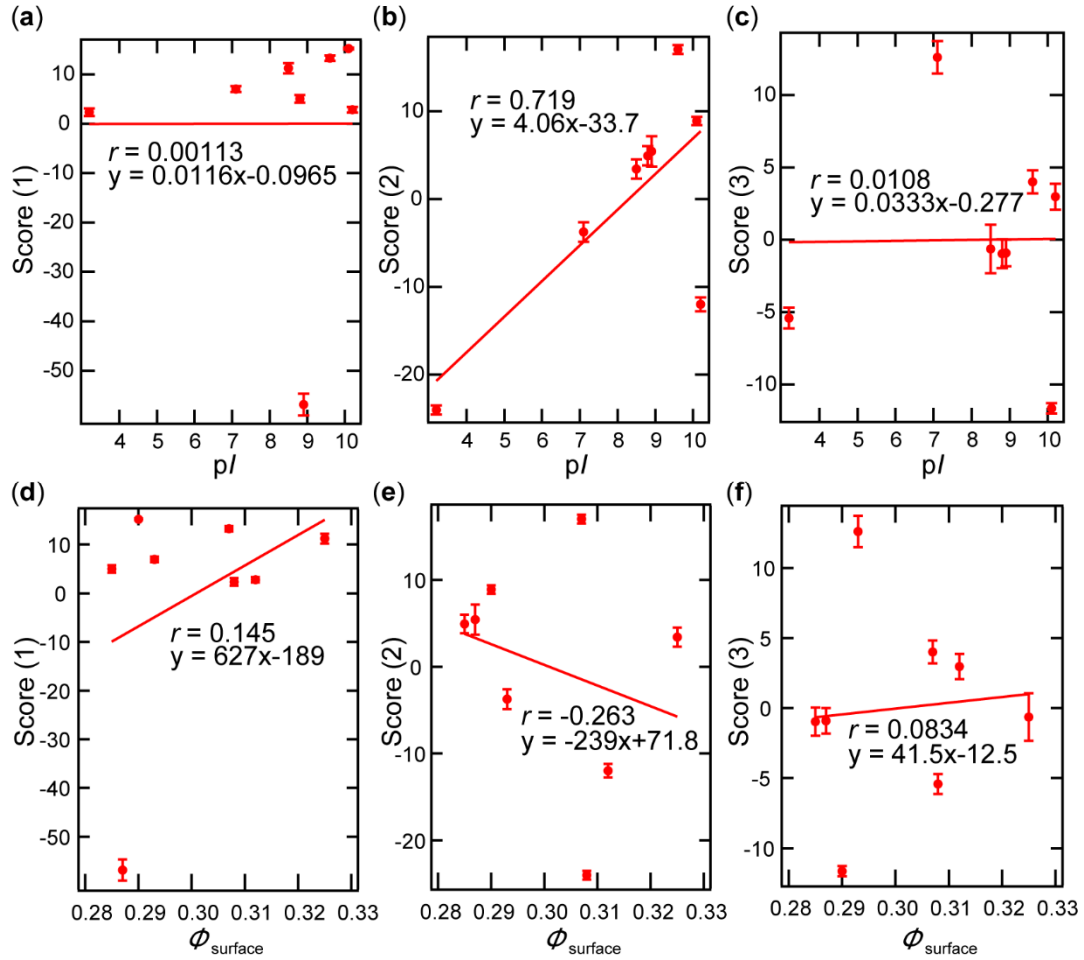 (a)
Score (1)
10
0
-10
-20
-30
-40
-50
r = 0.00113
y = 0.0116x-0.0965
4 5 6 7 8 9 10
pI
(b)
Score (2)
10
0
-10
-20
r = 0.719
y = 4.06x-33.7
4 5 6 7 8 9 10
pI
(c)
Score (3)
10
5
0
-5
-10
r = 0.0108
y = 0.0333x-0.277
4 5 6 7 8 9 10
pI
(d)
Score (1)
10
0
-10
-20
-30
-40
-50
r = 0.145
y = 627x-189
0.28 0.29 0.30 0.31 0.32 0.33
Φsurface
(e)
Score (2)
10
0
-10
-20
r = -0.263
y = -239x+71.8
0.28 0.29 0.30 0.31 0.32 0.33
Φsurface
(f)
Score (3)
10
5
0
-5
-10
r = 0.0834
y = 41.5x-12.5
0.28 0.29 0.30 0.31 0.32 0.33
Φsurface